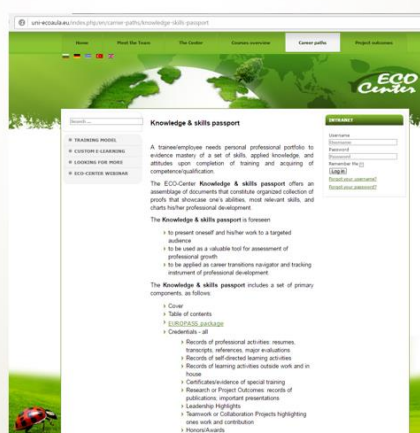 uni-ecoaula.eu/index.php/en/career-paths/knowledge-skills-passport
Home
Meet the Team
The Center
Courses overview
Career paths
Project outcomes
ECO
Center
Search ...
TRAINING MODEL
CUSTOM E-LEARNING
LOOKING FOR MORE
ECO-CENTER WEBINAR
Knowledge & skills passport
A trainee/employee needs personal professional portfolio to
evidence mastery of a set of skills, applied knowledge, and
attitudes upon completion of training and acquiring of
competence/qualification.
The ECO-Center Knowledge & skills passport offers an
assemblage of documents that constitute organized collection of
proofs that showcase one's abilities, most relevant skills, and
charts his/her professional development.
The Knowledge & skills passport is foreseen
to present oneself and his/her work to a targeted
audience
to be used as a valuable tool for assessment of
professional growth
to be applied as career transitions navigator and tracking
instrument of professional development
The Knowledge & skills passport includes a set of primary
components, as follows:
Cover
Table of contents
EUROPASS package
Credentials - all
Records of professional activities: resumes,
transcripts, references, major evaluations
Records of self-directed learning activities
Records of learning activities outside work and in
house
Certificates/evidence of special training
Research or Project Outcomes: records of
publications, important presentations
Leadership Highlights
Teamwork or Collaboration Projects highlighting
ones work and contribution
Honors/Awards
INTRANET
Username
Username
Password
Password
Remember Me
Log in
Forgot your username?
Forgot your password?